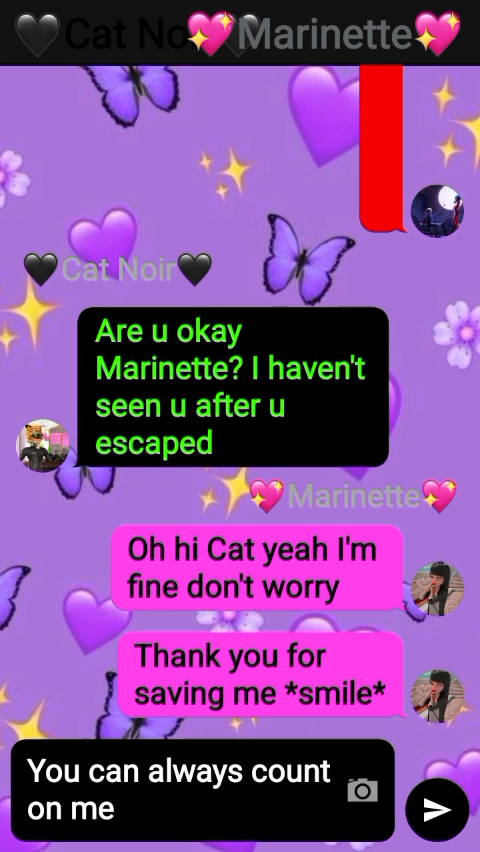 🖤Cat Noir🖤 💖Marinette💖
🖤Cat Noir🖤
Are u okay
Marinette? I haven't
seen u after u
escaped
💖Marinette💖
Oh hi Cat yeah I'm
fine don't worry
Thank you for
saving me *smile*
You can always count
on me